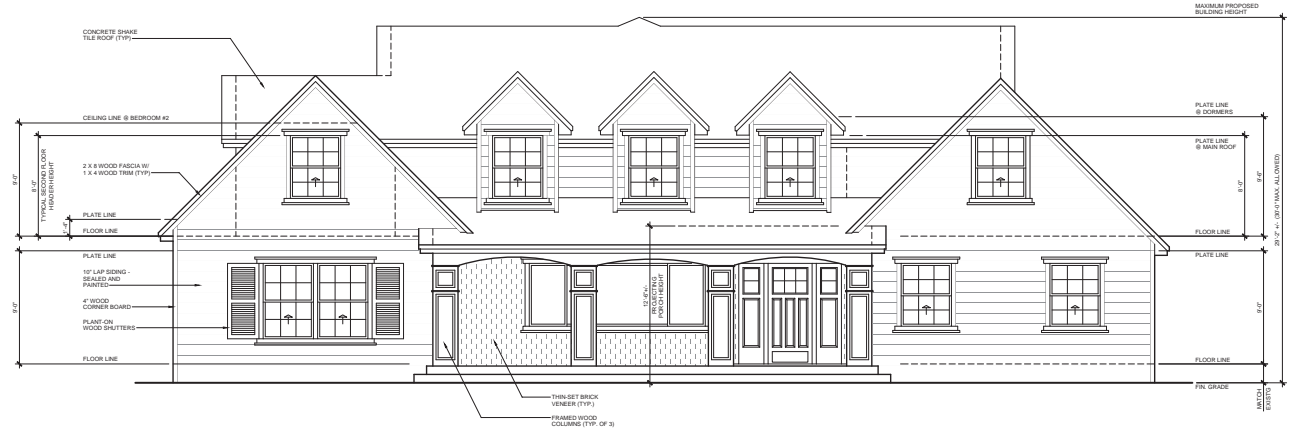 MAXIMUM PROPOSED
BUILDING HEIGHT
CONCRETE SHAKE
TILE ROOF (TYP)
CEILING LINE @ BEDROOM #2
PLATE LINE
@ DORMERS
PLATE LINE
@ MAIN ROOF
9'-0"
8'-0"
TYPICAL SECOND FLOOR
HEADER HEIGHT
2 X 8 WOOD FASCIA W/
1 X 4 WOOD TRIM (TYP)
8'-0"
9'-6"
29'-2" +/- (30'-0" MAX. ALLOWED)
PLATE LINE
1'-4"
FLOOR LINE
FLOOR LINE
PLATE LINE
PLATE LINE
10" LAP SIDING -
SEALED AND
PAINTED
4" WOOD
CORNER BOARD
PLANT-ON
WOOD SHUTTERS
9'-0"
12'-6"+/-
PROJECTING
PORCH HEIGHT
9'-0"
FLOOR LINE
FLOOR LINE
FIN. GRADE
MATCH
EXIST'G
THIN-SET BRICK
VENEER (TYP.)
FRAMED WOOD
COLUMNS (TYP. OF 3)